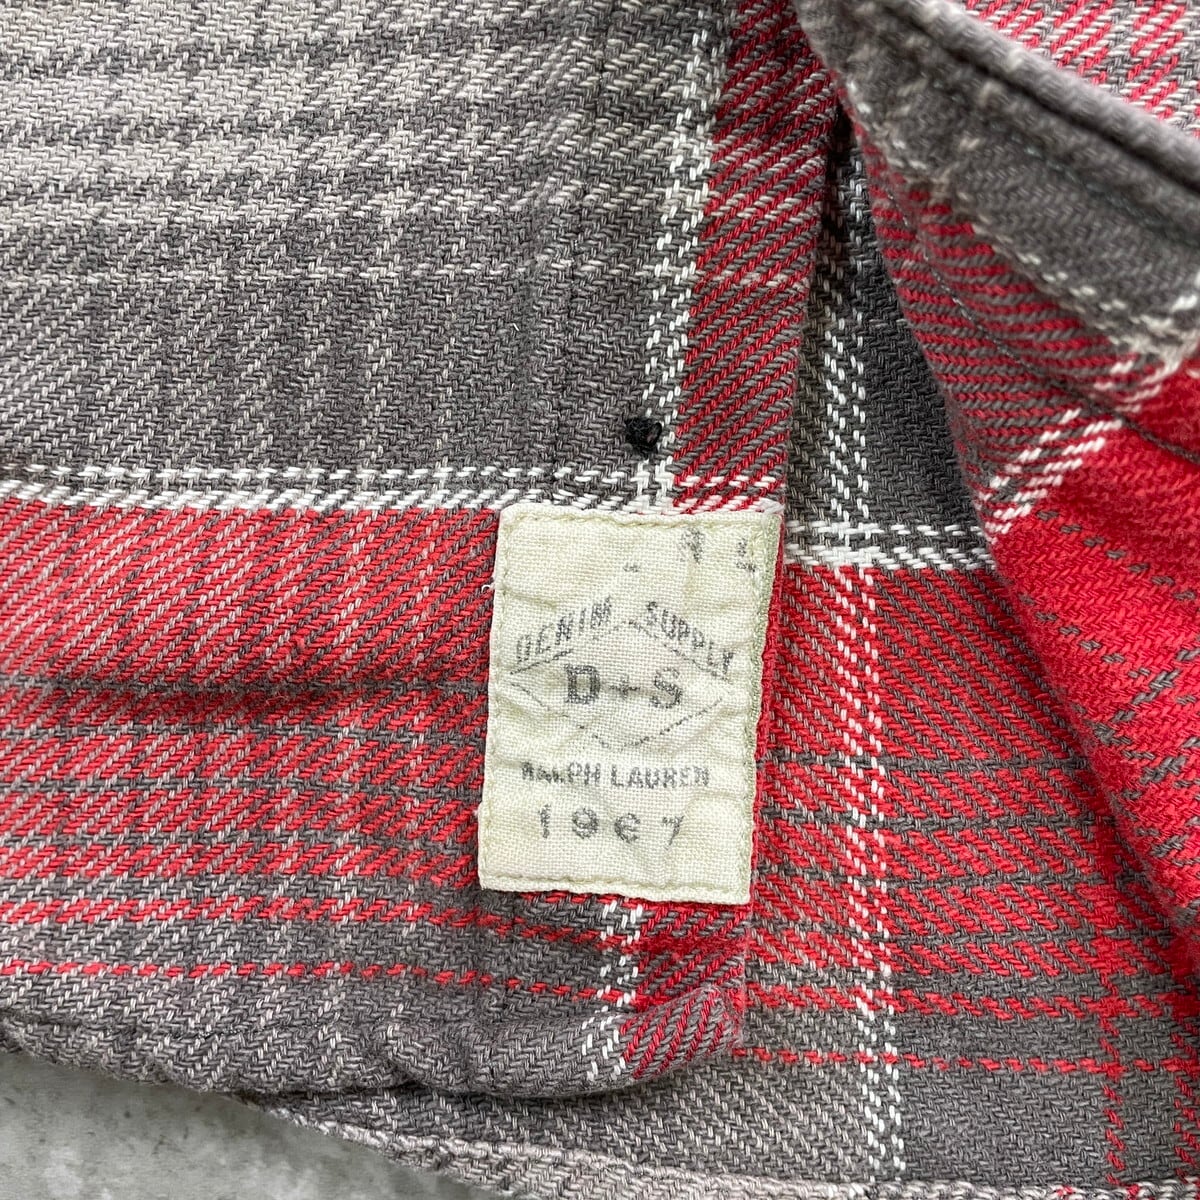 R L
DENIM SUPPLY
D+S
RALPH LAUREN
1967